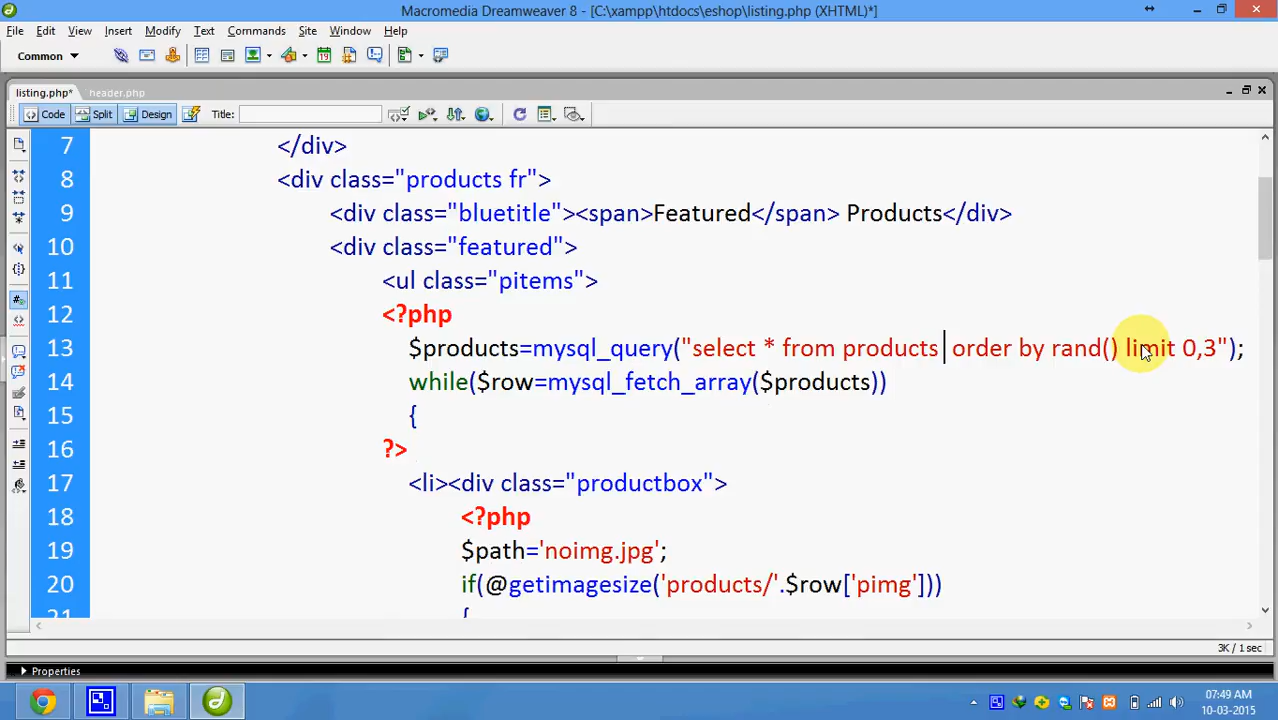 Macromedia Dreamweaver 8 - [C:\xampp\htdocs\eshop\listing.php (XHTML)*]
File Edit View Insert Modify Text Commands Site Window Help
Common
listing.php* header.php
Code Split Design Title:
7 </div>
8 <div class="products fr">
9 <div class="bluetitle"><span>Featured</span> Products</div>
10 <div class="featured">
11 <ul class="pitems">
12 <?php
13 $products=mysql_query("select * from products order by rand() limit 0,3");
14 while($row=mysql_fetch_array($products))
15 {
16 ?>
17 <li><div class="productbox">
18 <?php
19 $path='noimg.jpg';
20 if(@getimagesize('products/'.$row['pimg']))
21 {
3K / 1 sec
Properties
07:49 AM
10-03-2015